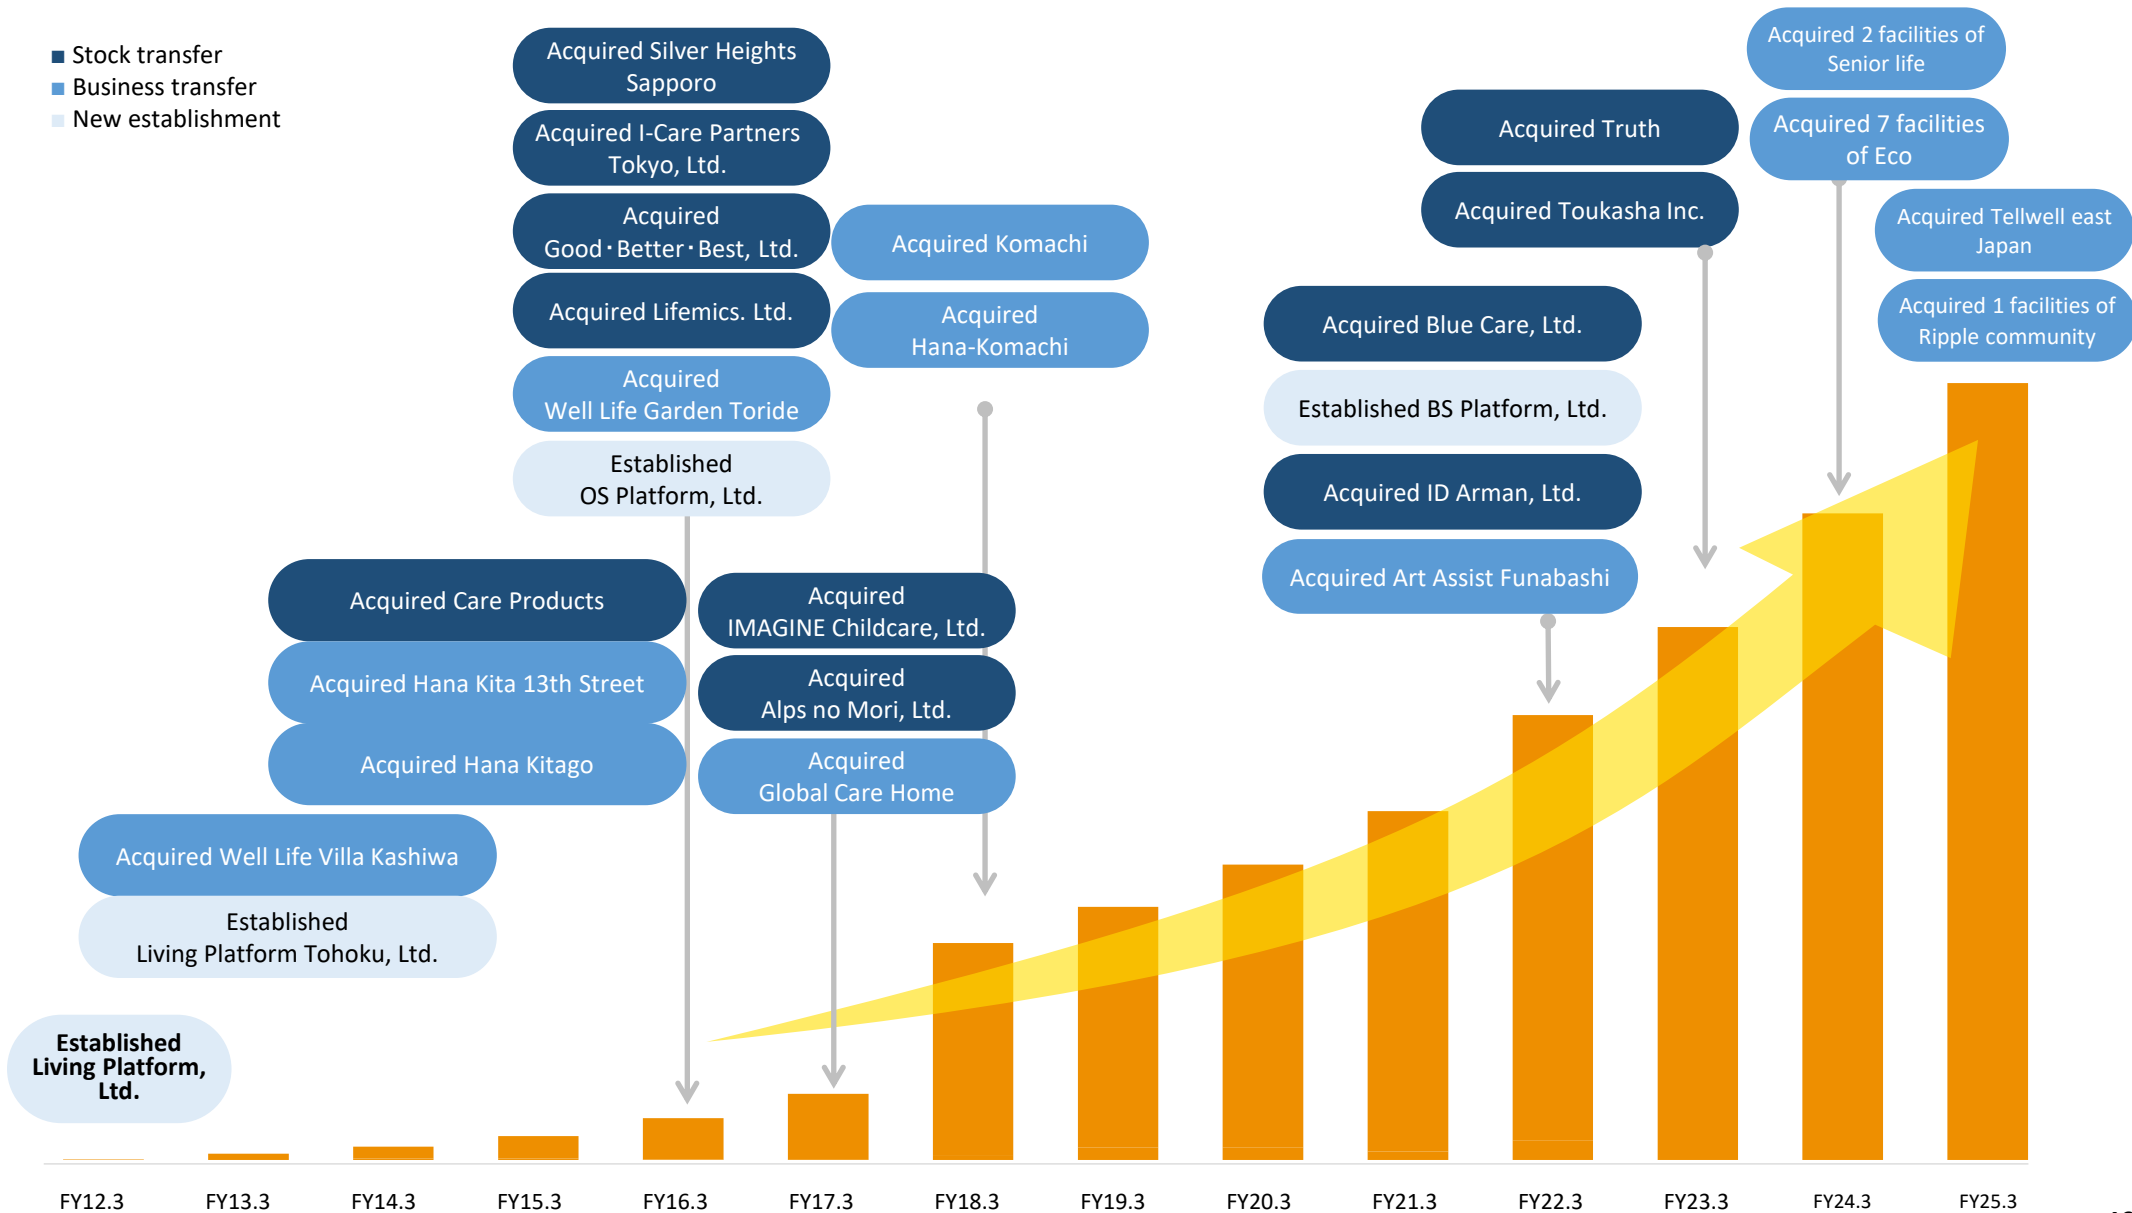 Stock transfer
Business transfer
New establishment
Acquired Silver Heights
Sapporo
Acquired I-Care Partners
Tokyo, Ltd.
Acquired
Good・Better・Best, Ltd.
Acquired Lifemics. Ltd.
Acquired
Well Life Garden Toride
Established
OS Platform, Ltd.
Acquired Komachi
Acquired
Hana-Komachi
Acquired Care Products
Acquired Hana Kita 13th Street
Acquired Hana Kitago
Acquired
IMAGINE Childcare, Ltd.
Acquired
Alps no Mori, Ltd.
Acquired
Global Care Home
Acquired Well Life Villa Kashiwa
Established
Living Platform Tohoku, Ltd.
Established
Living Platform,
Ltd.
Acquired Blue Care, Ltd.
Established BS Platform, Ltd.
Acquired ID Arman, Ltd.
Acquired Art Assist Funabashi
Acquired Truth
Acquired Toukasha Inc.
Acquired 2 facilities of
Senior life
Acquired 7 facilities
of Eco
Acquired Tellwell east
Japan
Acquired 1 facilities of
Ripple community
FY12.3
FY13.3
FY14.3
FY15.3
FY16.3
FY17.3
FY18.3
FY19.3
FY20.3
FY21.3
FY22.3
FY23.3
FY24.3
FY25.3